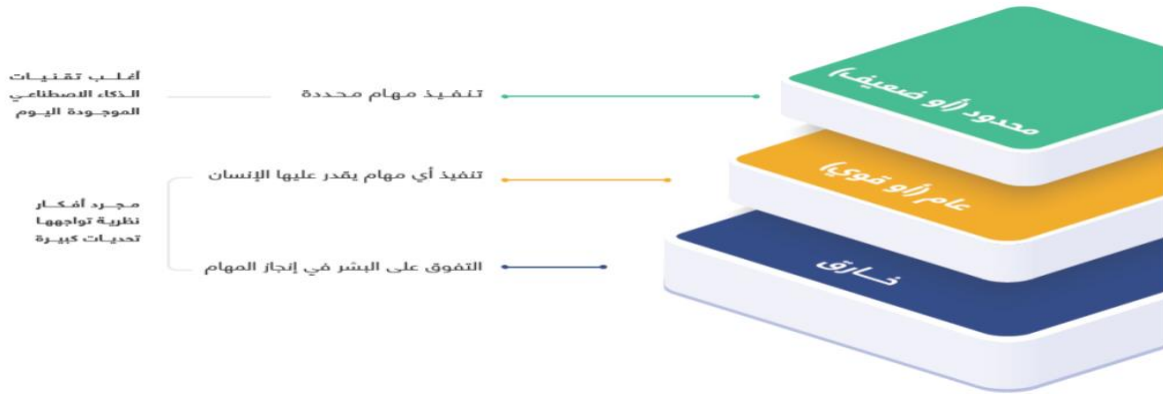 محدود (أو ضعيف)
تنفيذ مهام محددة
أغلب تقنيات
الذكاء الاصطناعي
الموجودة اليوم
عام (أو قوي)
تنفيذ أي مهام يقدر عليها الإنسان
خارق
التفوق على البشر في إنجاز المهام
مجرد أفكار
نظرية تواجهها
تحديات كبيرة